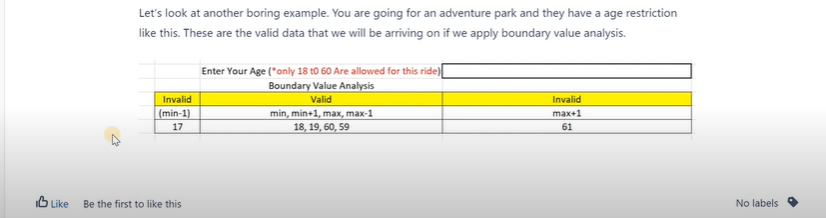 Let's look at another boring example. You are going for an adventure park and they have a age restriction
like this. These are the valid data that we will be arriving on if we apply boundary value analysis.
Enter Your Age (*only 18 t0 60 Are allowed for this ride)
Boundary Value Analysis
Invalid Valid Invalid
(min-1) min, min+1, max, max-1 max+1
17 18, 19, 60, 59 61
Like Be the first to like this No labels